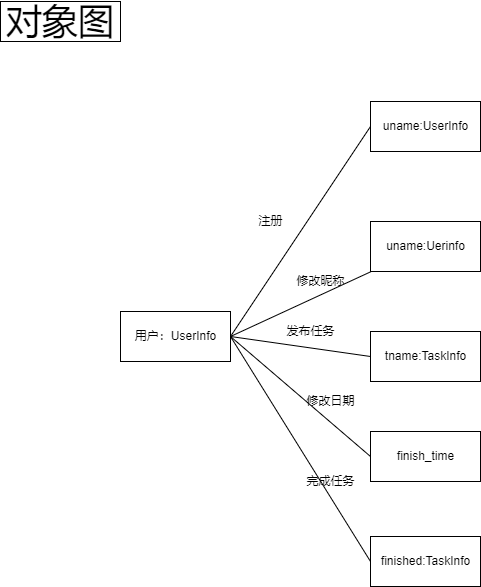 对象图
uname:UserInfo
注册
uname:Uerinfo
修改昵称
发布任务
用户：UserInfo
tname:TaskInfo
修改日期
finish_time
完成任务
finished:TaskInfo